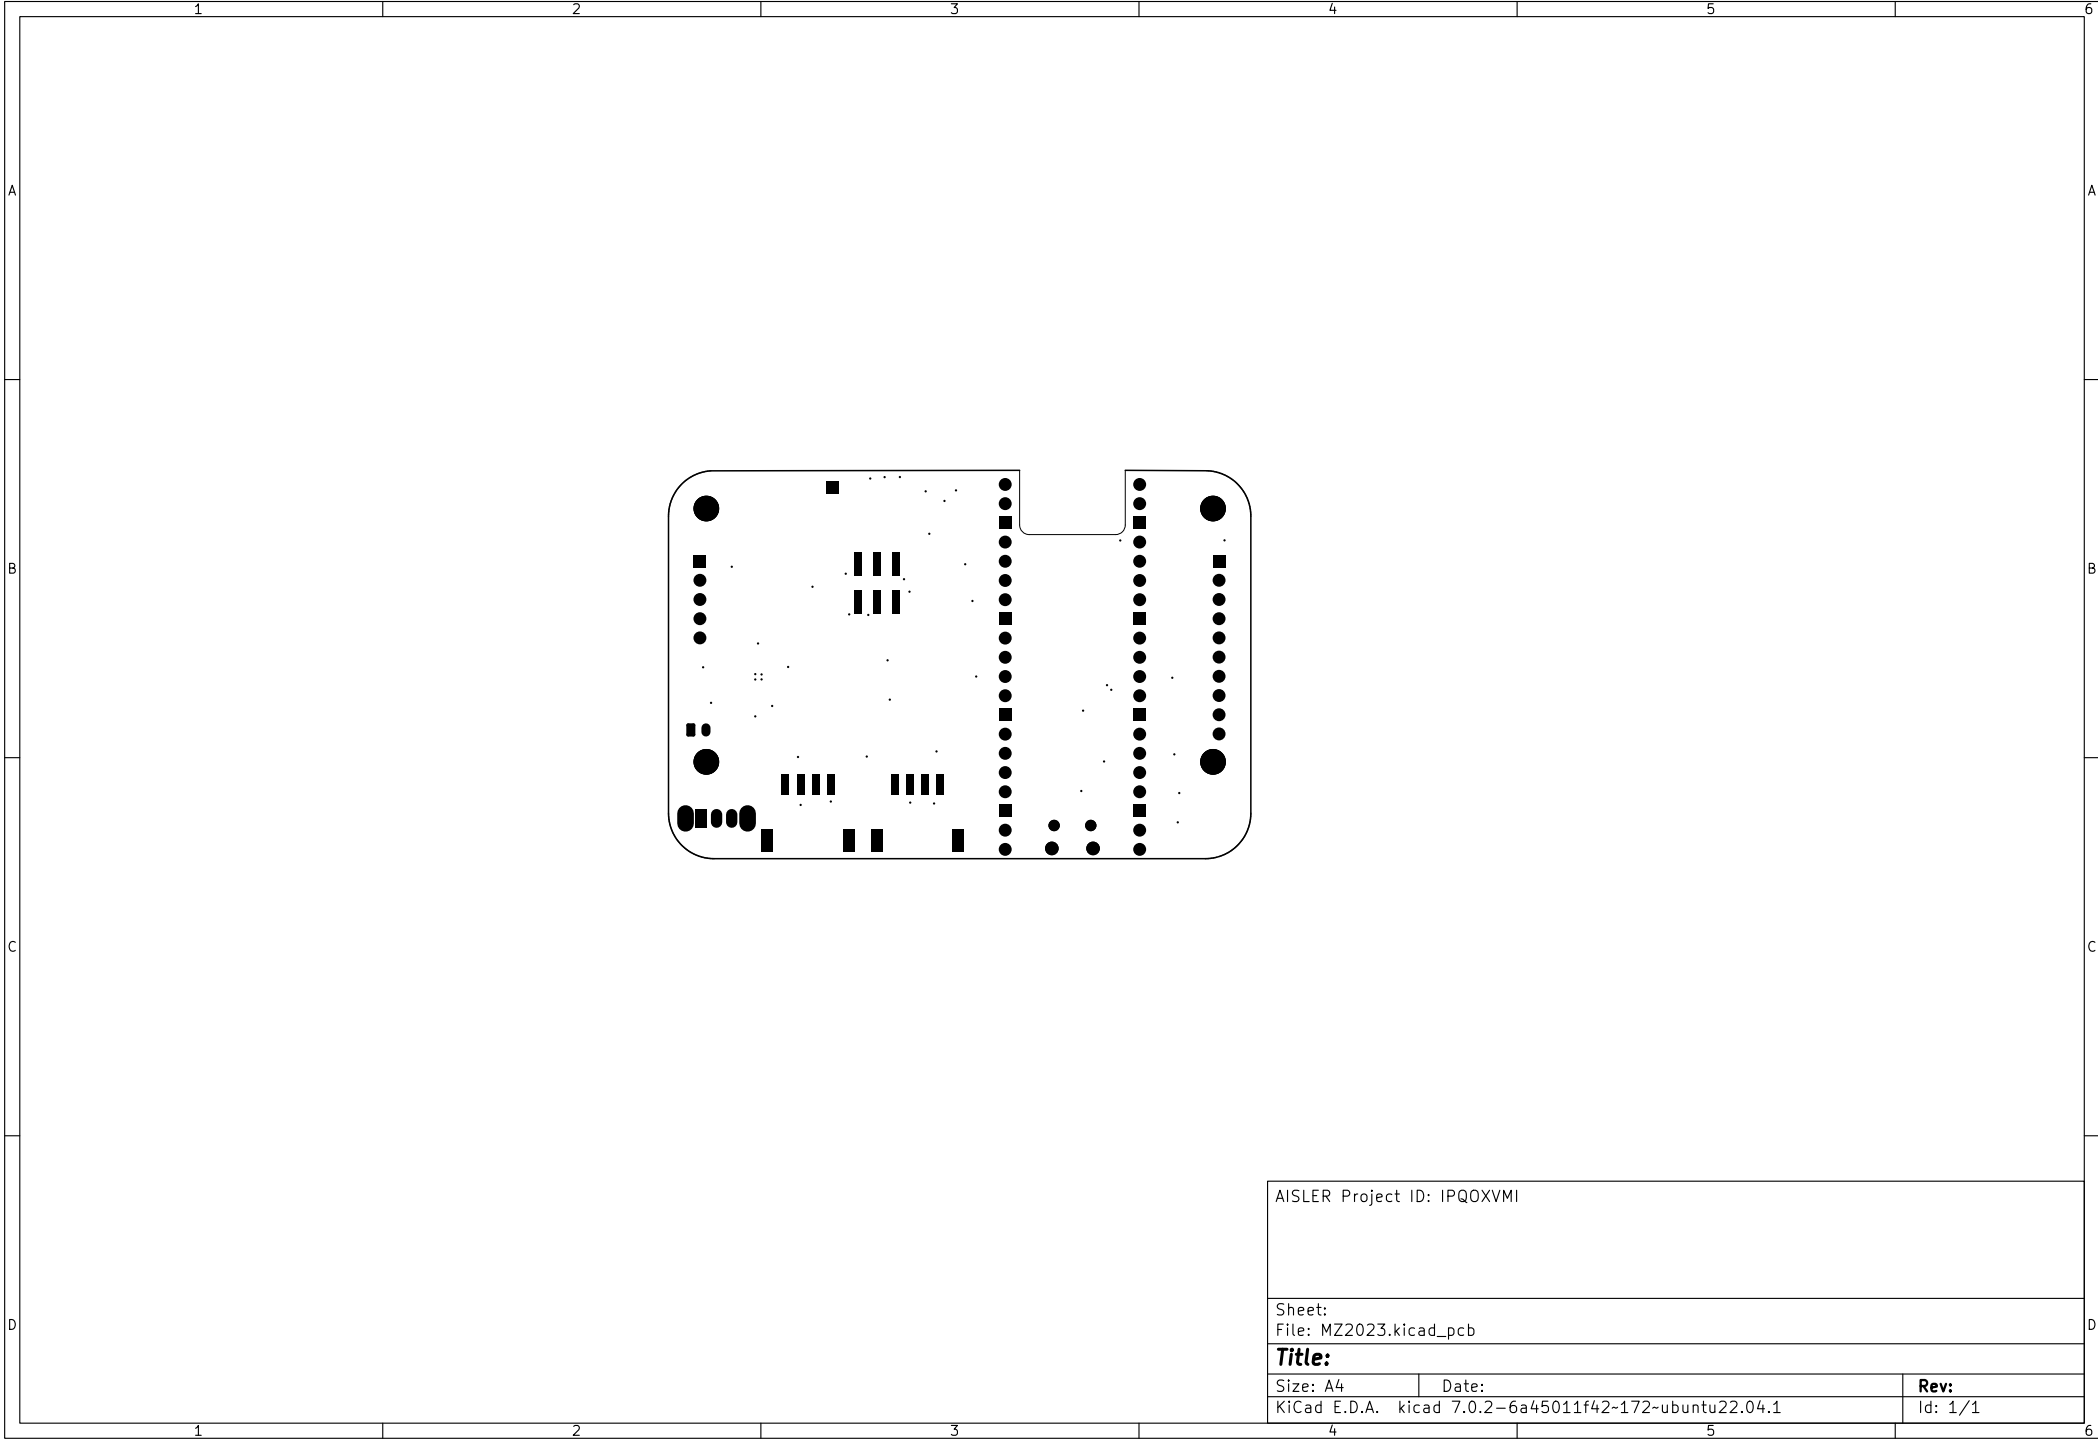 1 2 3 4 5 6
A A
B B
C C
AISLER Project ID: IPQOXVMI
Sheet:
D D
File: MZ2023.kicad_pcb
Title:
Size: A4 Date: Rev:
KiCad E.D.A. kicad 7.0.2-6a45011f42~172~ubuntu22.04.1 Id: 1/1
1 2 3 4 5 6